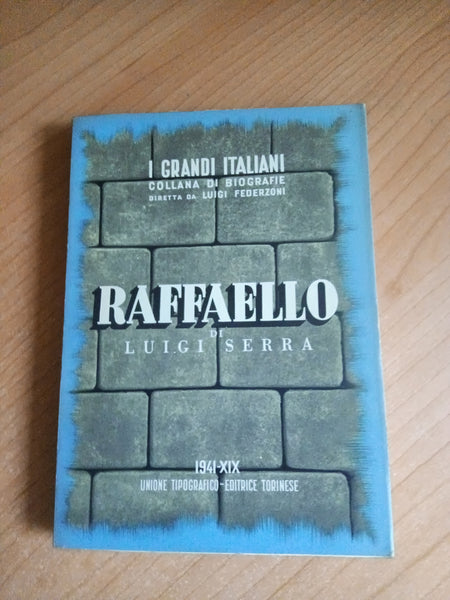 I GRANDI ITALIANI
COLLANA DI BIOGRAFIE
DIRETTA DA LUIGI FEDERZONI
RAFFAELLO
DI
LUIGI SERRA
1941-XIX
UNIONE TIPOGRAFICO-EDITRICE TORINESE